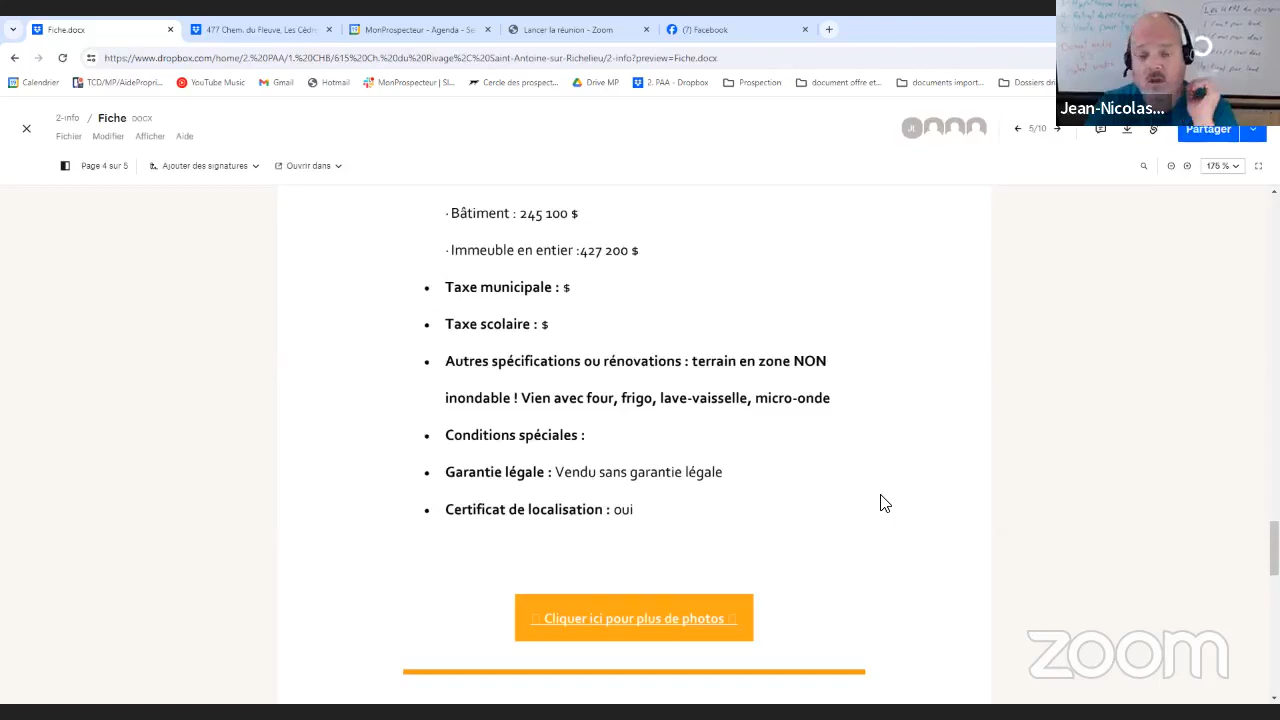 Fiche.docx
477 Chem. du Fleuve, Les Cèdr
MonProspecteur - Agenda - Se
Lancer la réunion - Zoom
(7) Facebook
https://www.dropbox.com/home/2.%20PAA/1.%20CHB/615%20Ch.%20du%20Rivage%2C%20Saint-Antoine-sur-Richelieu/2-info?preview=Fiche.docx
Calendrier
TCD/MP/AidePropri...
YouTube Music
Gmail
Hotmail
MonProspecteur | Sl...
Cercle des prospect...
Drive MP
2. PAA - Dropbox
Prospection
document offre et...
documents import...
Dossiers d
Jean-Nicolas...
2-info / Fiche DOCX
Fichier Modifier Afficher Aide
5/10
Partager
Page 4 sur 5
Ajouter des signatures
Ouvrir dans
175 %
· Bâtiment : 245 100 $
· Immeuble en entier :427 200 $
• Taxe municipale : $
• Taxe scolaire : $
• Autres spécifications ou rénovations : terrain en zone NON
inondable ! Vien avec four, frigo, lave-vaisselle, micro-onde
• Conditions spéciales :
• Garantie légale : Vendu sans garantie légale
• Certificat de localisation : oui
Cliquer ici pour plus de photos
zoom